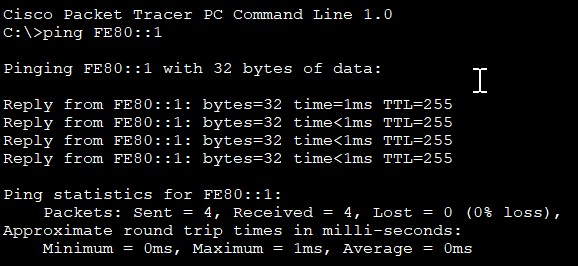 Cisco Packet Tracer PC Command Line 1.0
C:\>ping FE80::1
Pinging FE80::1 with 32 bytes of data:
Reply from FE80::1: bytes=32 time=1ms TTL=255
Reply from FE80::1: bytes=32 time<1ms TTL=255
Reply from FE80::1: bytes=32 time<1ms TTL=255
Reply from FE80::1: bytes=32 time<1ms TTL=255
Ping statistics for FE80::1:
Packets: Sent = 4, Received = 4, Lost = 0 (0% loss),
Approximate round trip times in milli-seconds:
Minimum = 0ms, Maximum = 1ms, Average = 0ms